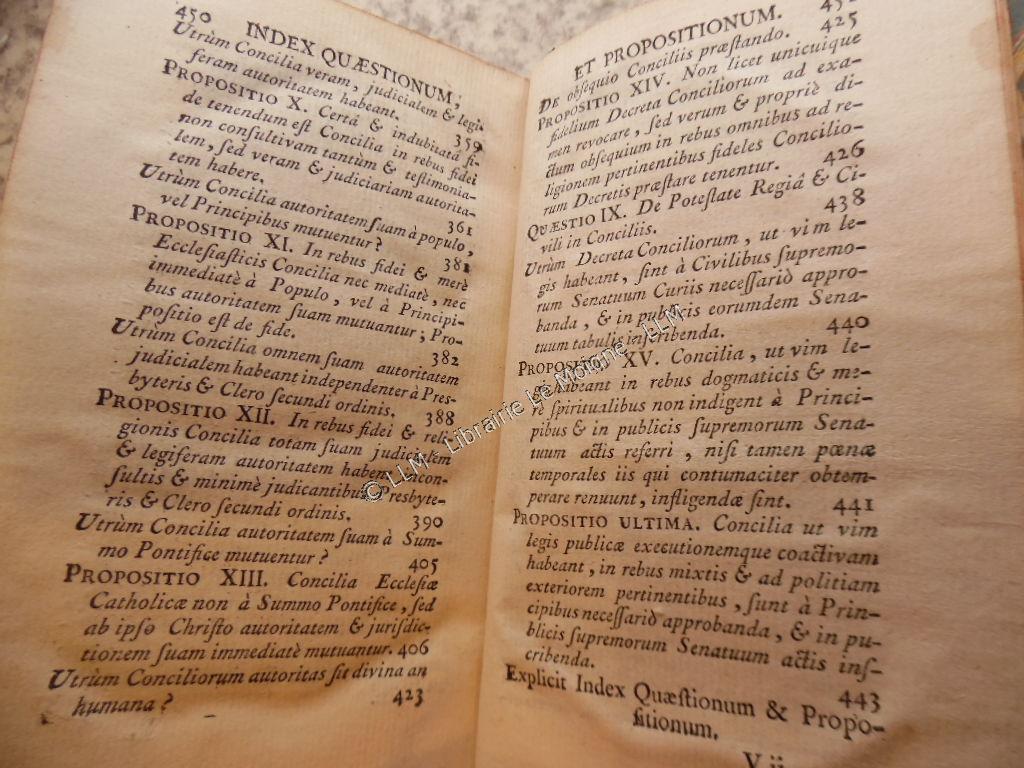 450 INDEX QUÆSTIONUM,
Utrùm Concilia veram, judicialem & legi-
feram autoritatem habeant. 359
PROPOSITIO X. Certâ & indubitatâ fi-
de tenendum eſt Concilia in rebus fidei
non conſultivam tantùm & teſtimonia-
lem, ſed veram & judiciariam autorita-
tem habere. 361
Utrùm Concilia autoritatem ſuam à populo,
vel Principibus mutuentur? 381
PROPOSITIO XI. In rebus fidei & merè
Eccleſiaſticis Concilia nec mediatè, nec
immediatè à Populo, vel à Principi-
bus autoritatem ſuam mutuantur; Pro-
poſitio eſt de fide. 382
Utrùm Concilia omnem ſuam autoritatem
judicialem habeant independenter à Pres-
byteris & Clero ſecundi ordinis. 388
PROPOSITIO XII. In rebus fidei & reli-
gionis Concilia totam ſuam judicialem
& legiferam autoritatem habent incon-
ſultis & minimè judicantibus Presbyte-
ris & Clero ſecundi ordinis. 390
Utrùm Concilia autoritatem ſuam à Sum-
mo Pontifice mutuentur? 405
PROPOSITIO XIII. Concilia Eccleſiæ
Catholicæ non à Summo Pontifice, ſed
ab ipſo Chriſto autoritatem & juriſdic-
tionem ſuam immediatè mutuantur. 406
Utrùm Conciliorum autoritas ſit divina an
humana? 423
ET PROPOSITIONUM.
DE obſequio Conciliis præſtando. 425
PROPOSITIO XIV. Non licet unicuique
fidelium Decreta Conciliorum ad exa-
men revocare, ſed verum & propriè di-
ctum obſequium in rebus omnibus ad re-
ligionem pertinentibus fideles Concilio-
rum Decretis præſtare tenentur. 426
QUÆSTIO IX. De Poteſtate Regiâ & Ci-
vili in Conciliis. 438
Utrùm Decreta Conciliorum, ut vim le-
gis habeant, ſint à Civilibus ſupremo-
rum Senatuum Curiis neceſſariò appro-
banda, & in publicis eorumdem Sena-
tuum tabulis inſcribenda. 440
PROPOSITIO XV. Concilia, ut vim le-
gis habeant in rebus dogmaticis & me-
rè ſpiritualibus non indigent à Princi-
pibus & in publicis ſupremorum Sena-
tuum actis referri, niſi tamen pœnæ
temporales iis qui contumaciter obtem-
perare renuunt, infligendæ ſint. 441
PROPOSITIO ULTIMA. Concilia ut vim
legis publicæ executionemque coactivam
habeant, in rebus mixtis & ad politiam
exteriorem pertinentibus, ſunt à Prin-
cipibus neceſſariò approbanda, & in pu-
blicis ſupremorum Senatuum actis inſ-
cribenda. 443
Explicit Index Quæſtionum & Propo-
ſitionum.
V ij
© LLM - Librairie Le Moigne - LLM